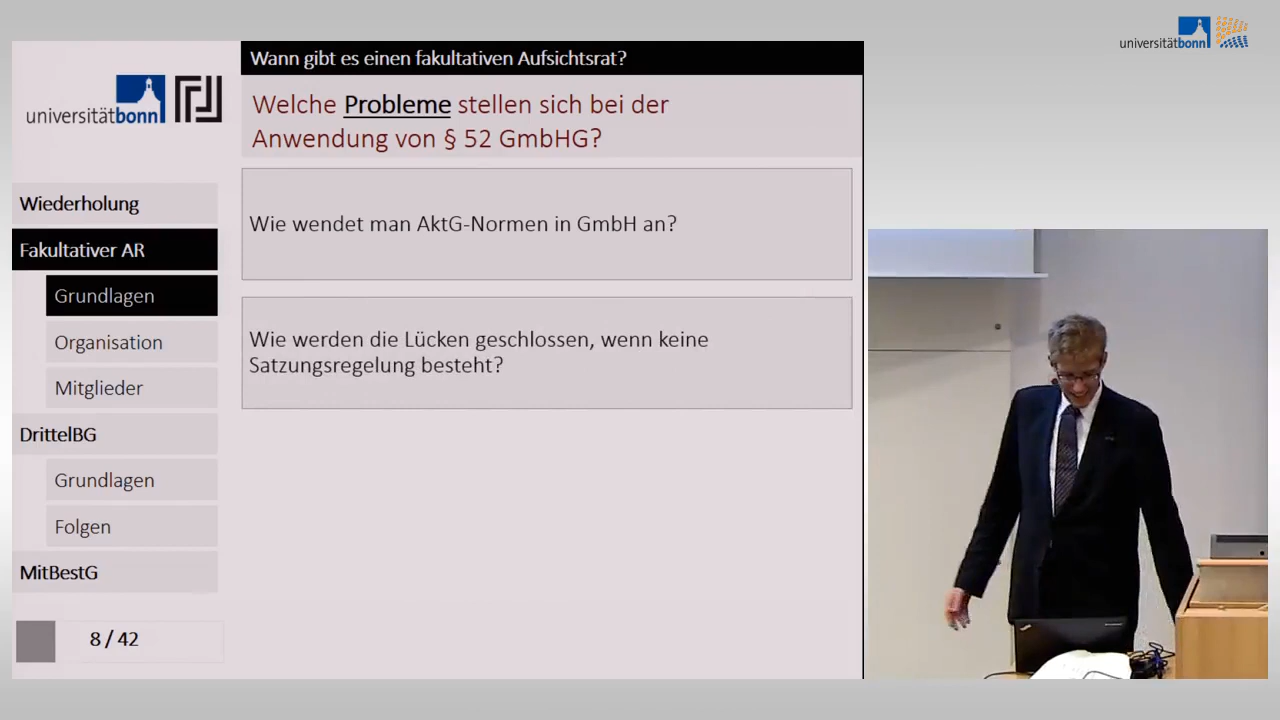 universitätbonn
Wann gibt es einen fakultativen Aufsichtsrat?
universitätbonn
Welche Probleme stellen sich bei der
Anwendung von § 52 GmbHG?
Wie wendet man AktG-Normen in GmbH an?
Wie werden die Lücken geschlossen, wenn keine
Satzungsregelung besteht?
Wiederholung
Fakultativer AR
Grundlagen
Organisation
Mitglieder
DrittelBG
Grundlagen
Folgen
MitBestG
8 / 42